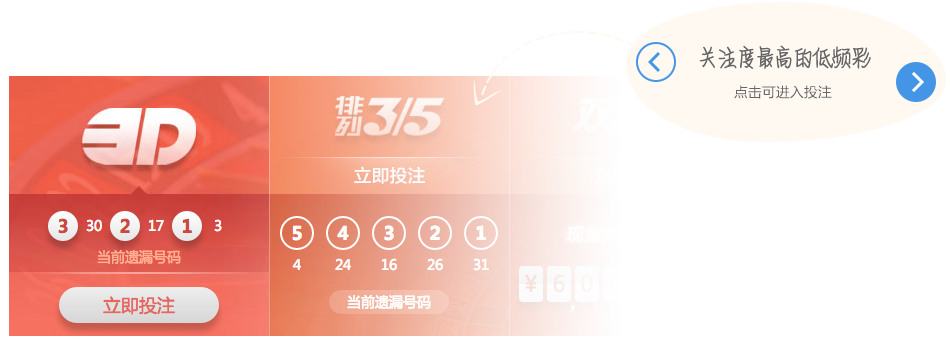 关注度最高的低频彩
点击可进入投注
3D
3 30 2 17 1 3
当前遗漏号码
立即投注
排列3/5
立即投注
5 4 3 2 1
4 24 16 26 31
当前遗漏号码
¥ 6 0